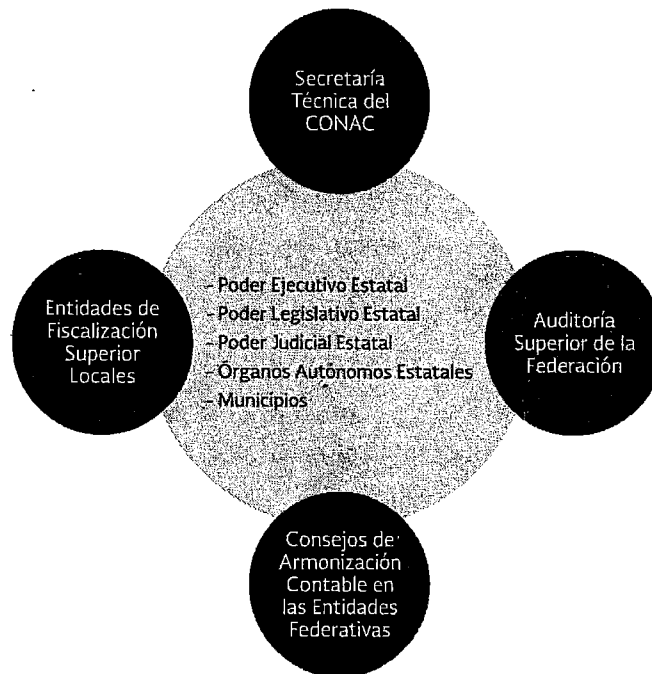 Secretaría
Técnica del
CONAC
Entidades de
Fiscalización
Superior
Locales
- Poder Ejecutivo Estatal
- Poder Legislativo Estatal
- Poder Judicial Estatal
- Organos Autónomos Estatales
- Municipios
Auditoría
Superior de la
Federación
Consejos de
Armonización
Contable en
las Entidades
Federativas